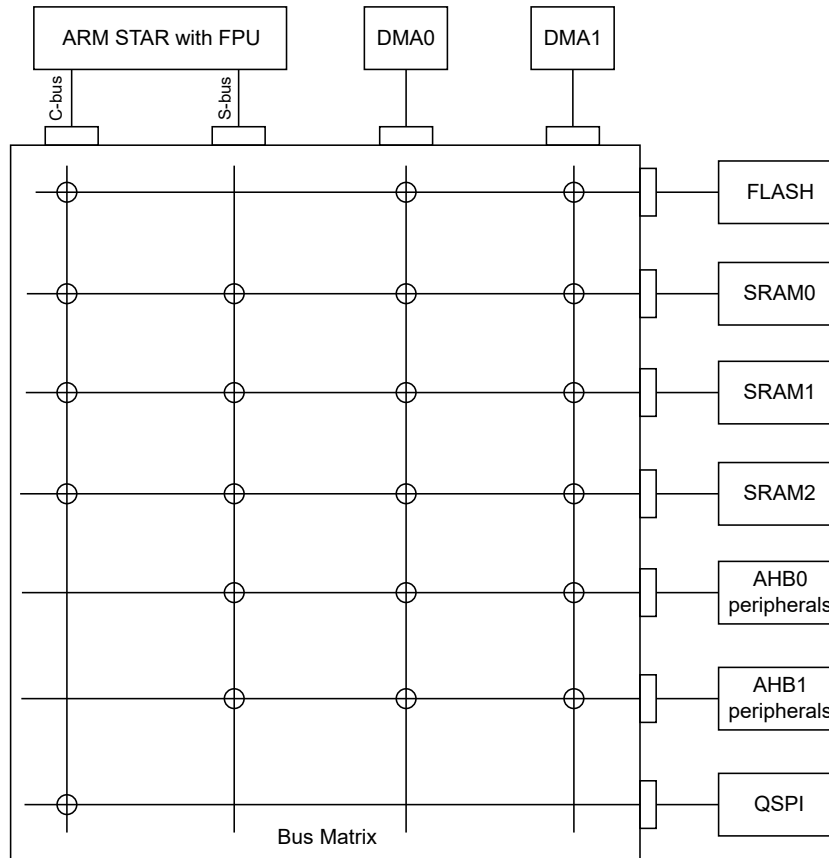 ARM STAR with FPU
DMA0
DMA1
C-bus
S-bus
FLASH
SRAM0
SRAM1
SRAM2
AHB0
peripherals
AHB1
peripherals
QSPI
Bus Matrix